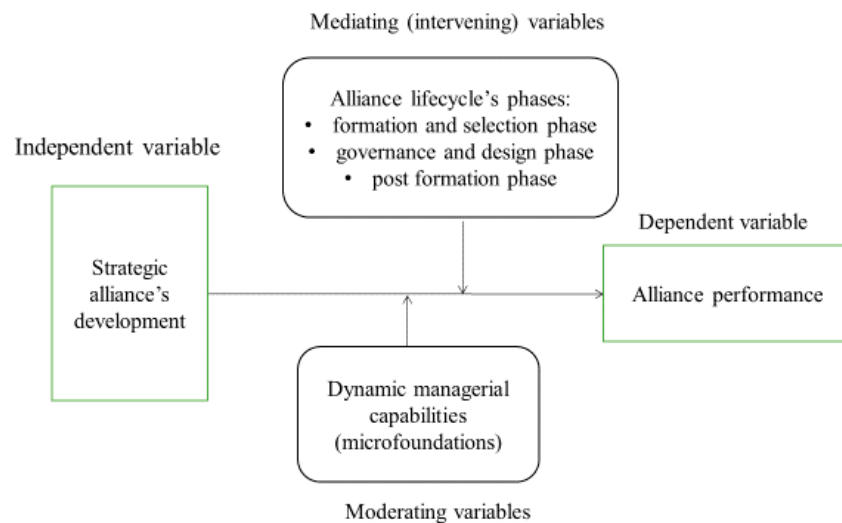 Mediating (intervening) variables
Alliance lifecycle's phases:
• formation and selection phase
• governance and design phase
• post formation phase
Independent variable
Strategic
alliance's
development
Dependent variable
Alliance performance
Dynamic managerial
capabilities
(microfoundations)
Moderating variables